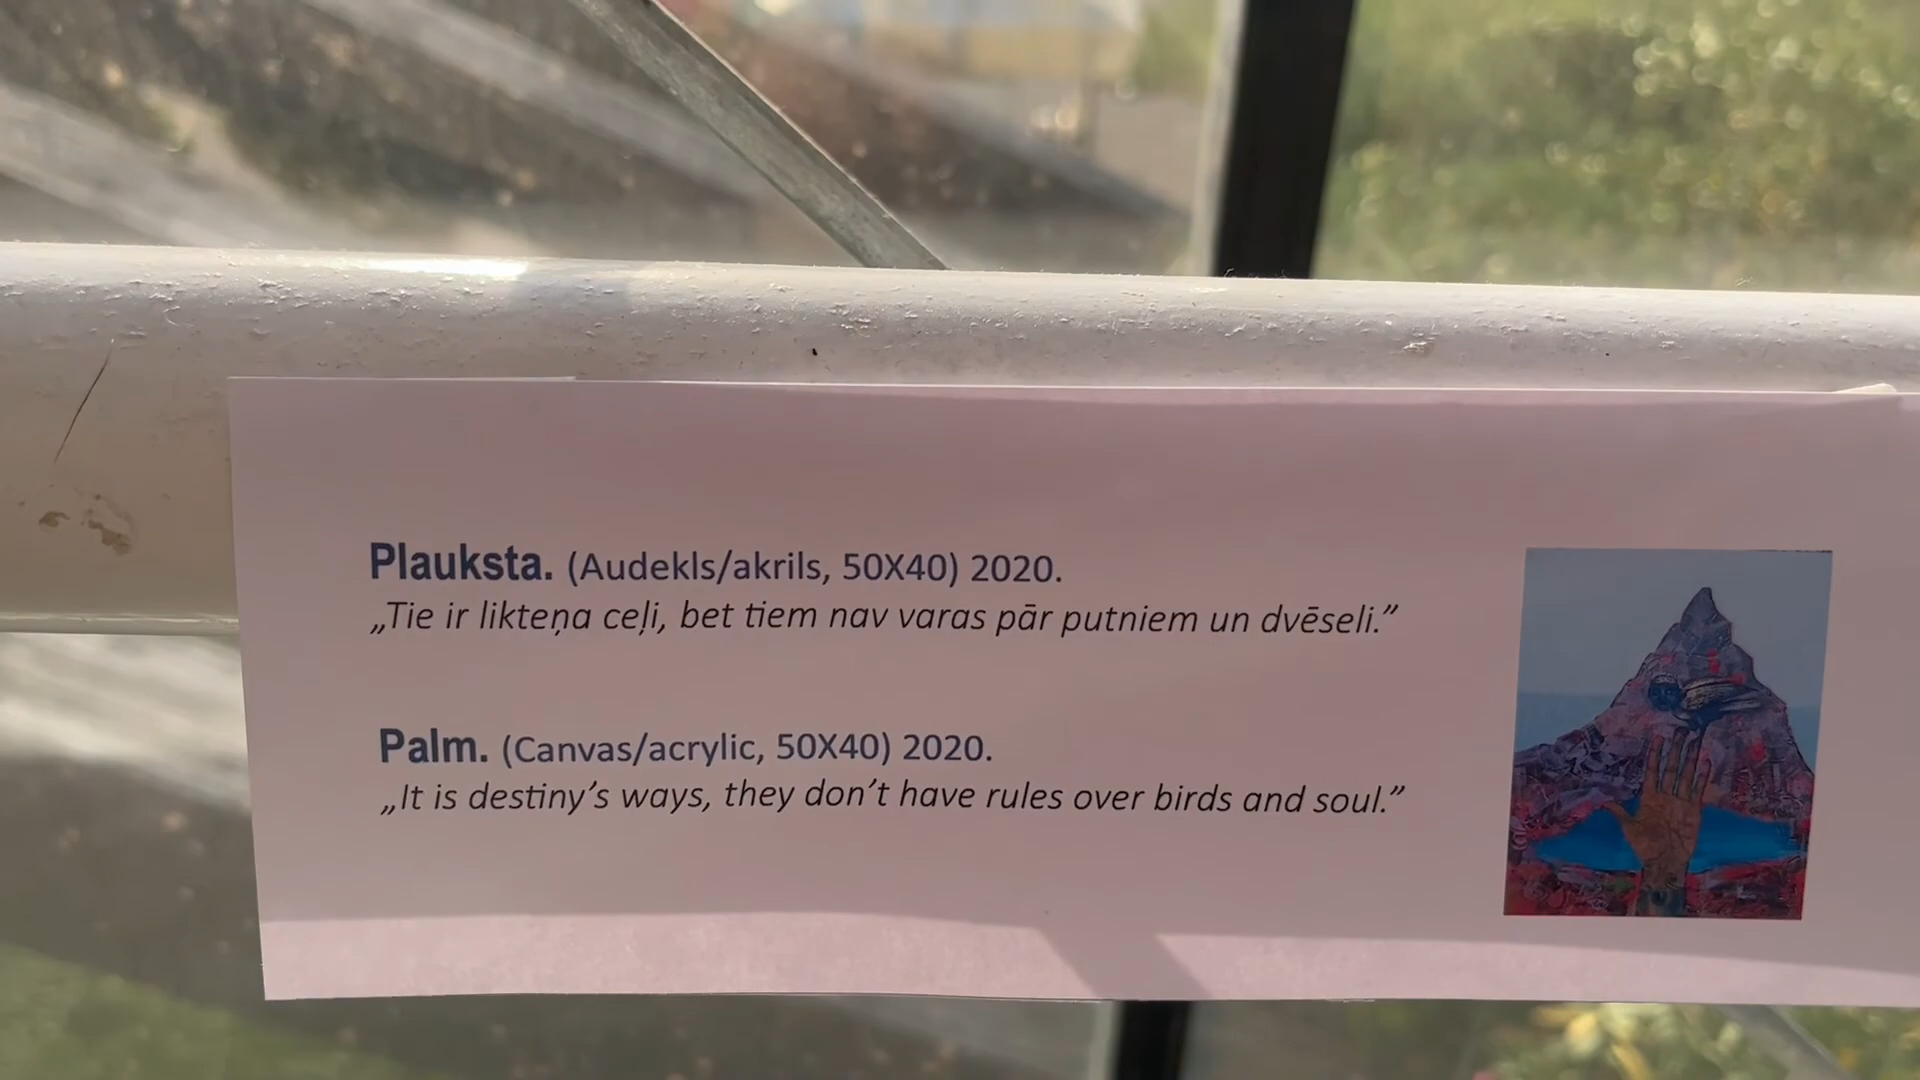 Plauksta. (Audekls/akrils, 50X40) 2020.
„Tie ir likteņa ceļi, bet tiem nav varas pār putniem un dvēseli.”
Palm. (Canvas/acrylic, 50X40) 2020.
„It is destiny’s ways, they don’t have rules over birds and soul.”